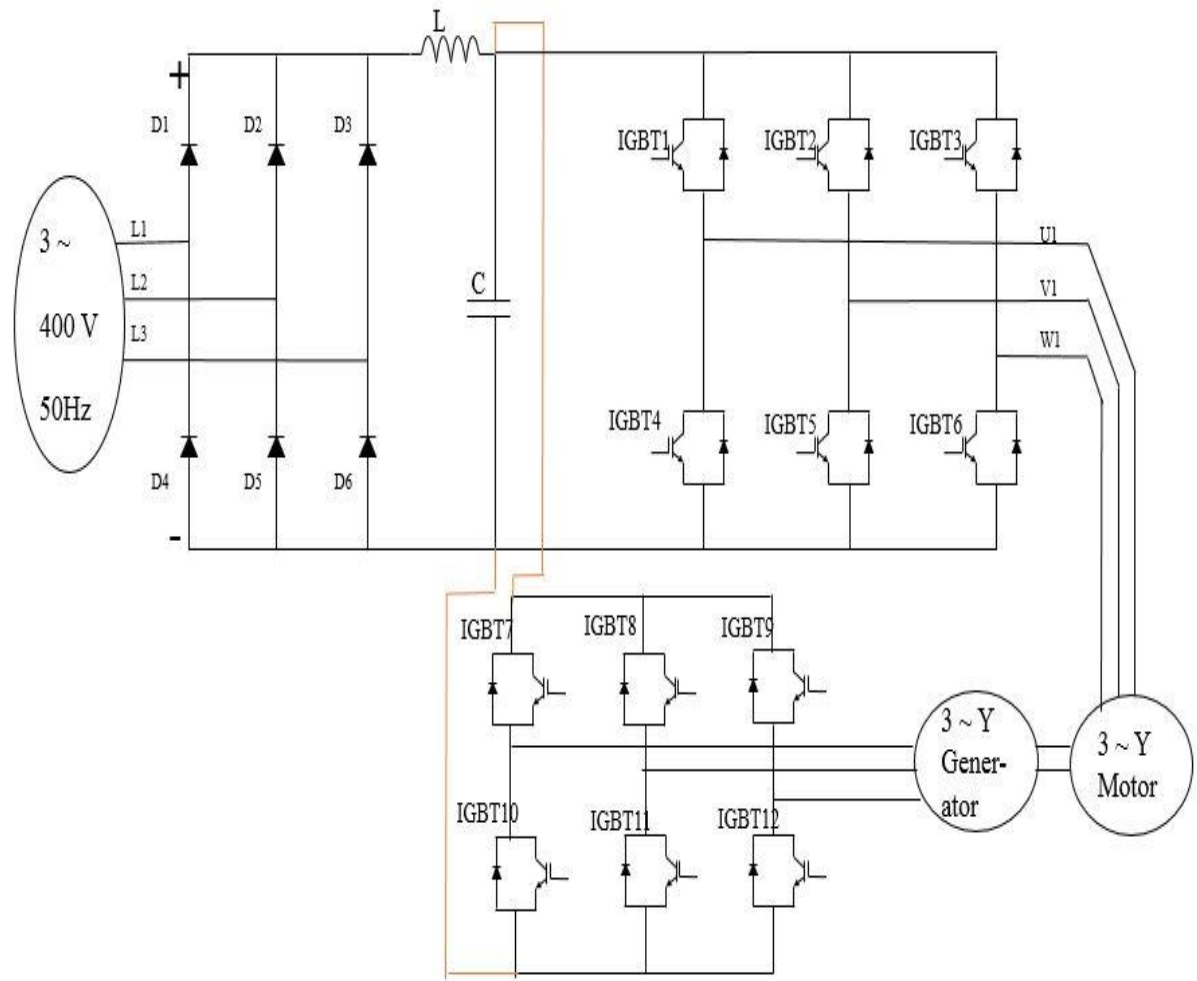 L
+
D1 D2 D3
IGBT1 IGBT2 IGBT3
3 ~
400 V
50Hz
L1
L2
L3
C
U1
V1
W1
IGBT4 IGBT5 IGBT6
D4 D5 D6
-
IGBT7 IGBT8 IGBT9
3 ~ Y
Gener-
ator
3 ~ Y
Motor
IGBT10 IGBT11 IGBT12